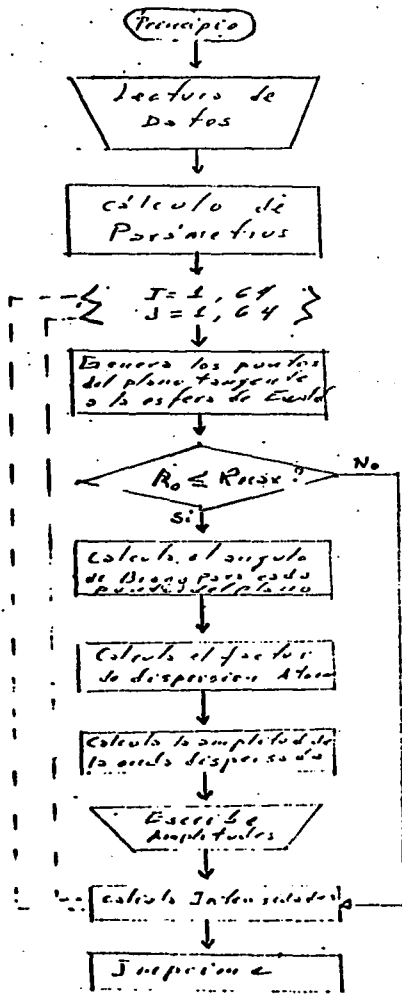 Principio
Lectura de
Datos
cálculo de
Parámetros
I = 1, 64
J = 1, 64
Genera los puntos
del plano tangente
a la esfera de Ewald
R₀ ≤ Rmax ?
No
Si
Calcula el angulo
de Bragg para cada
punto del plano
Calcula el factor
de dispersion Atom
Calcula la amplitud de
la onda dispersada
Escribe
Amplitudes
Calcula Intensidades
Imprime